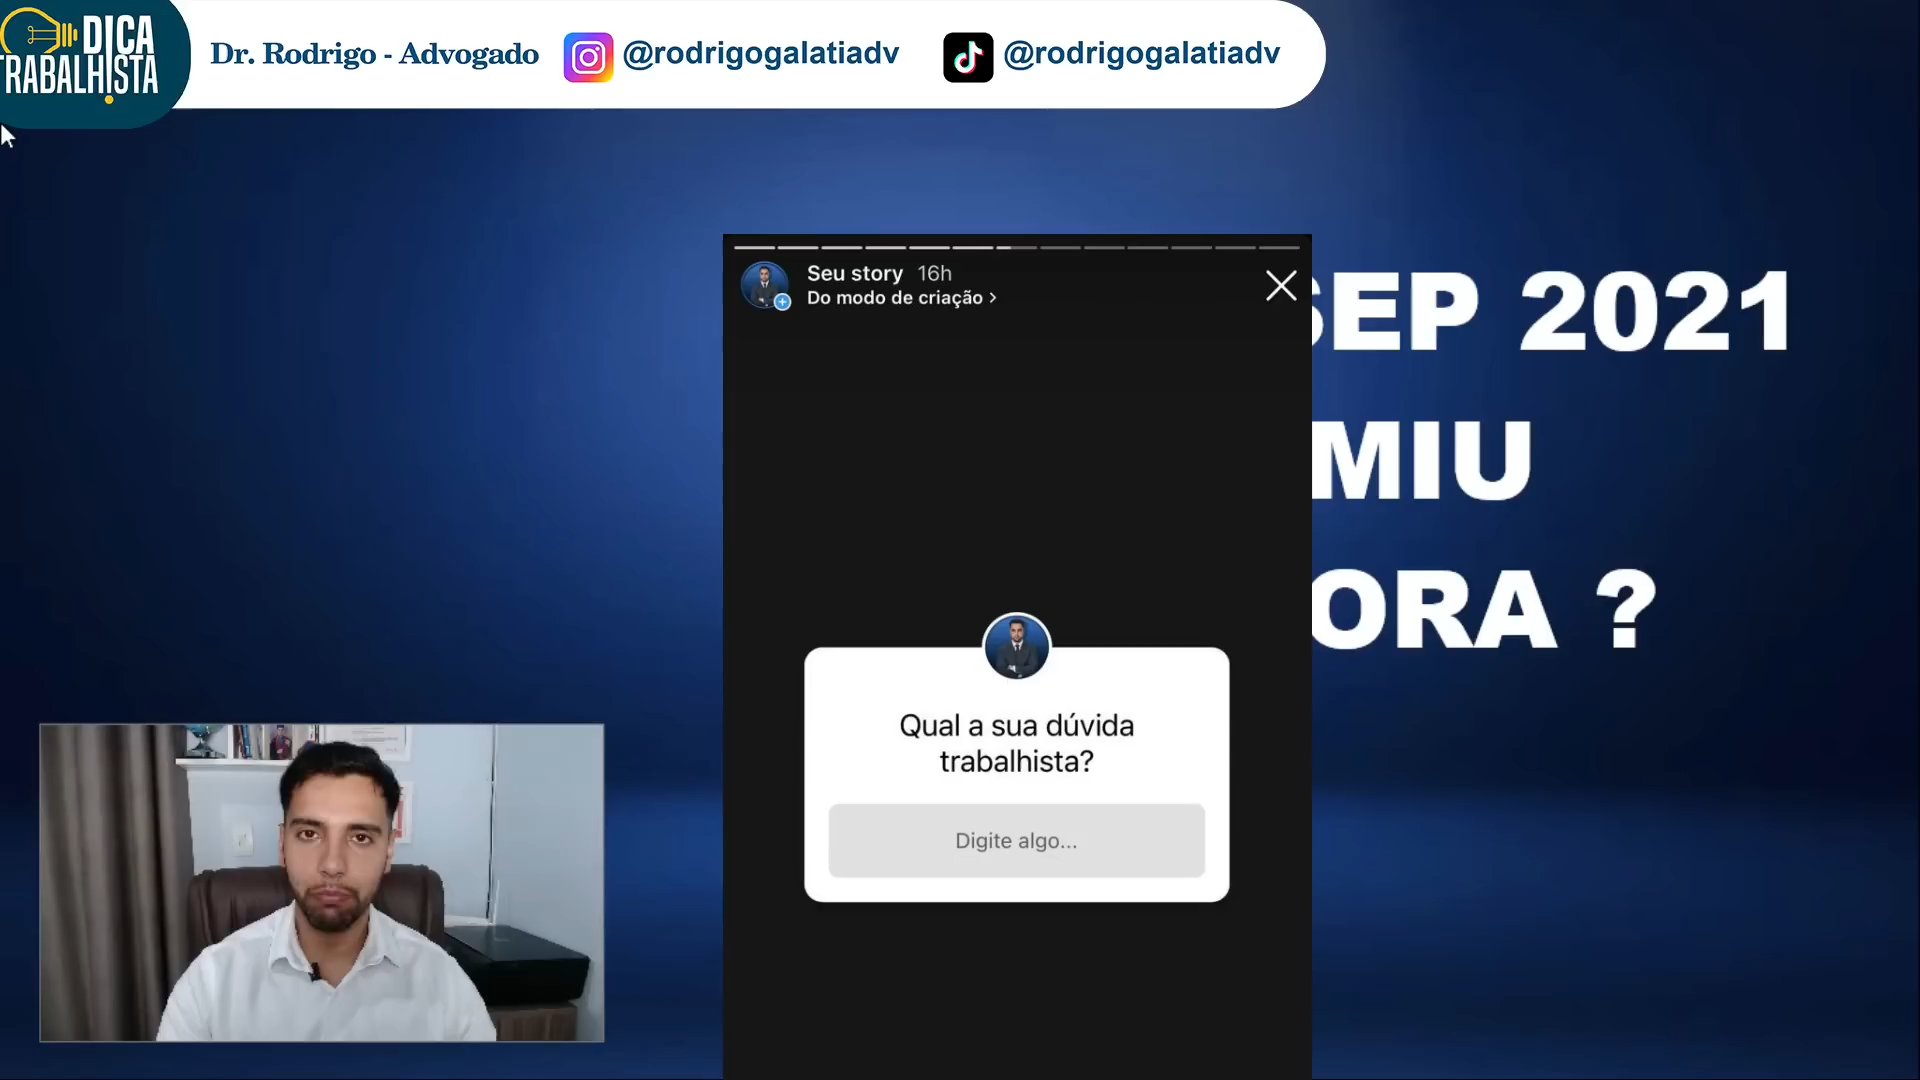 DICA
TRABALHISTA
Dr. Rodrigo - Advogado
@rodrigogalatiadv
@rodrigogalatiadv
Seu story 16h
Do modo de criação >
SEP 2021
MIU
ORA ?
Qual a sua dúvida
trabalhista?
Digite algo...